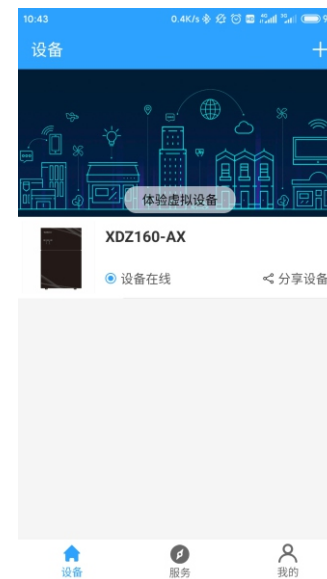 10:43 0.4K/s
设备
体验虚拟设备
XDZ160-AX
设备在线 分享设备
设备 服务 我的